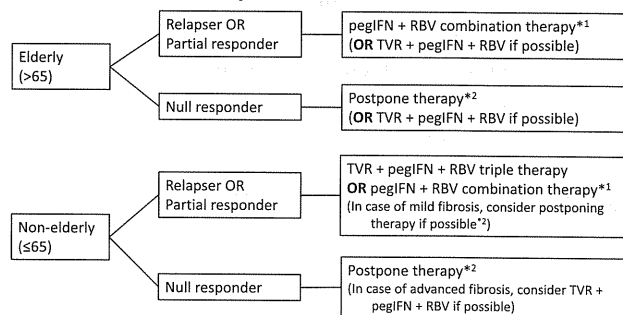 Elderly
(>65)
Relapser OR
Partial responder
pegIFN + RBV combination therapy*1
(OR TVR + pegIFN + RBV if possible)
Null responder
Postpone therapy*2
(OR TVR + pegIFN + RBV if possible)
Non-elderly
(≤65)
Relapser OR
Partial responder
TVR + pegIFN + RBV triple therapy
OR pegIFN + RBV combination therapy*1
(In case of mild fibrosis, consider postponing
therapy if possible*2)
Null responder
Postpone therapy*2
(In case of advanced fibrosis, consider TVR +
pegIFN + RBV if possible)